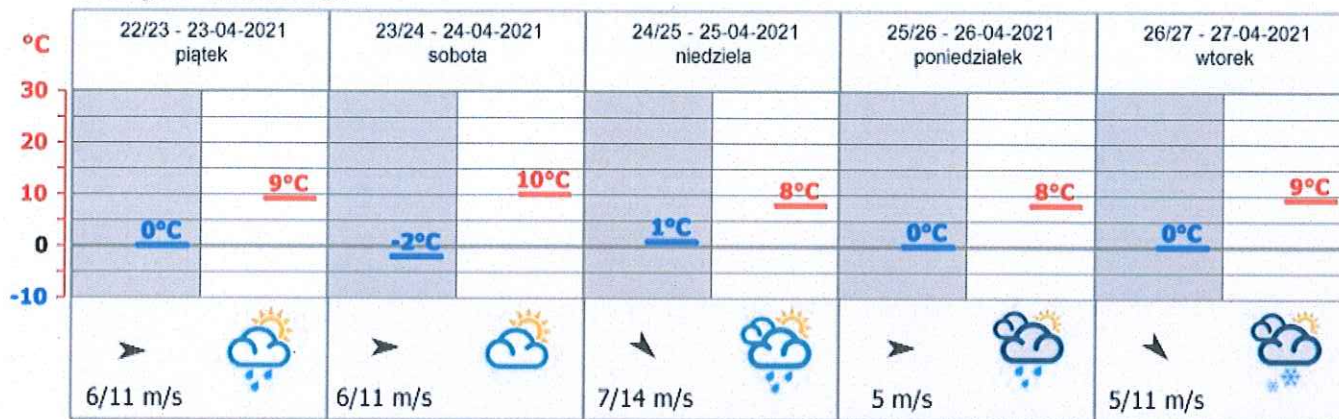 °C
22/23 - 23-04-2021
piątek
23/24 - 24-04-2021
sobota
24/25 - 25-04-2021
niedziela
25/26 - 26-04-2021
poniedziałek
26/27 - 27-04-2021
wtorek
30
20
10
0
-10
9°C
0°C
10°C
-2°C
8°C
1°C
8°C
0°C
9°C
0°C
6/11 m/s
6/11 m/s
7/14 m/s
5 m/s
5/11 m/s